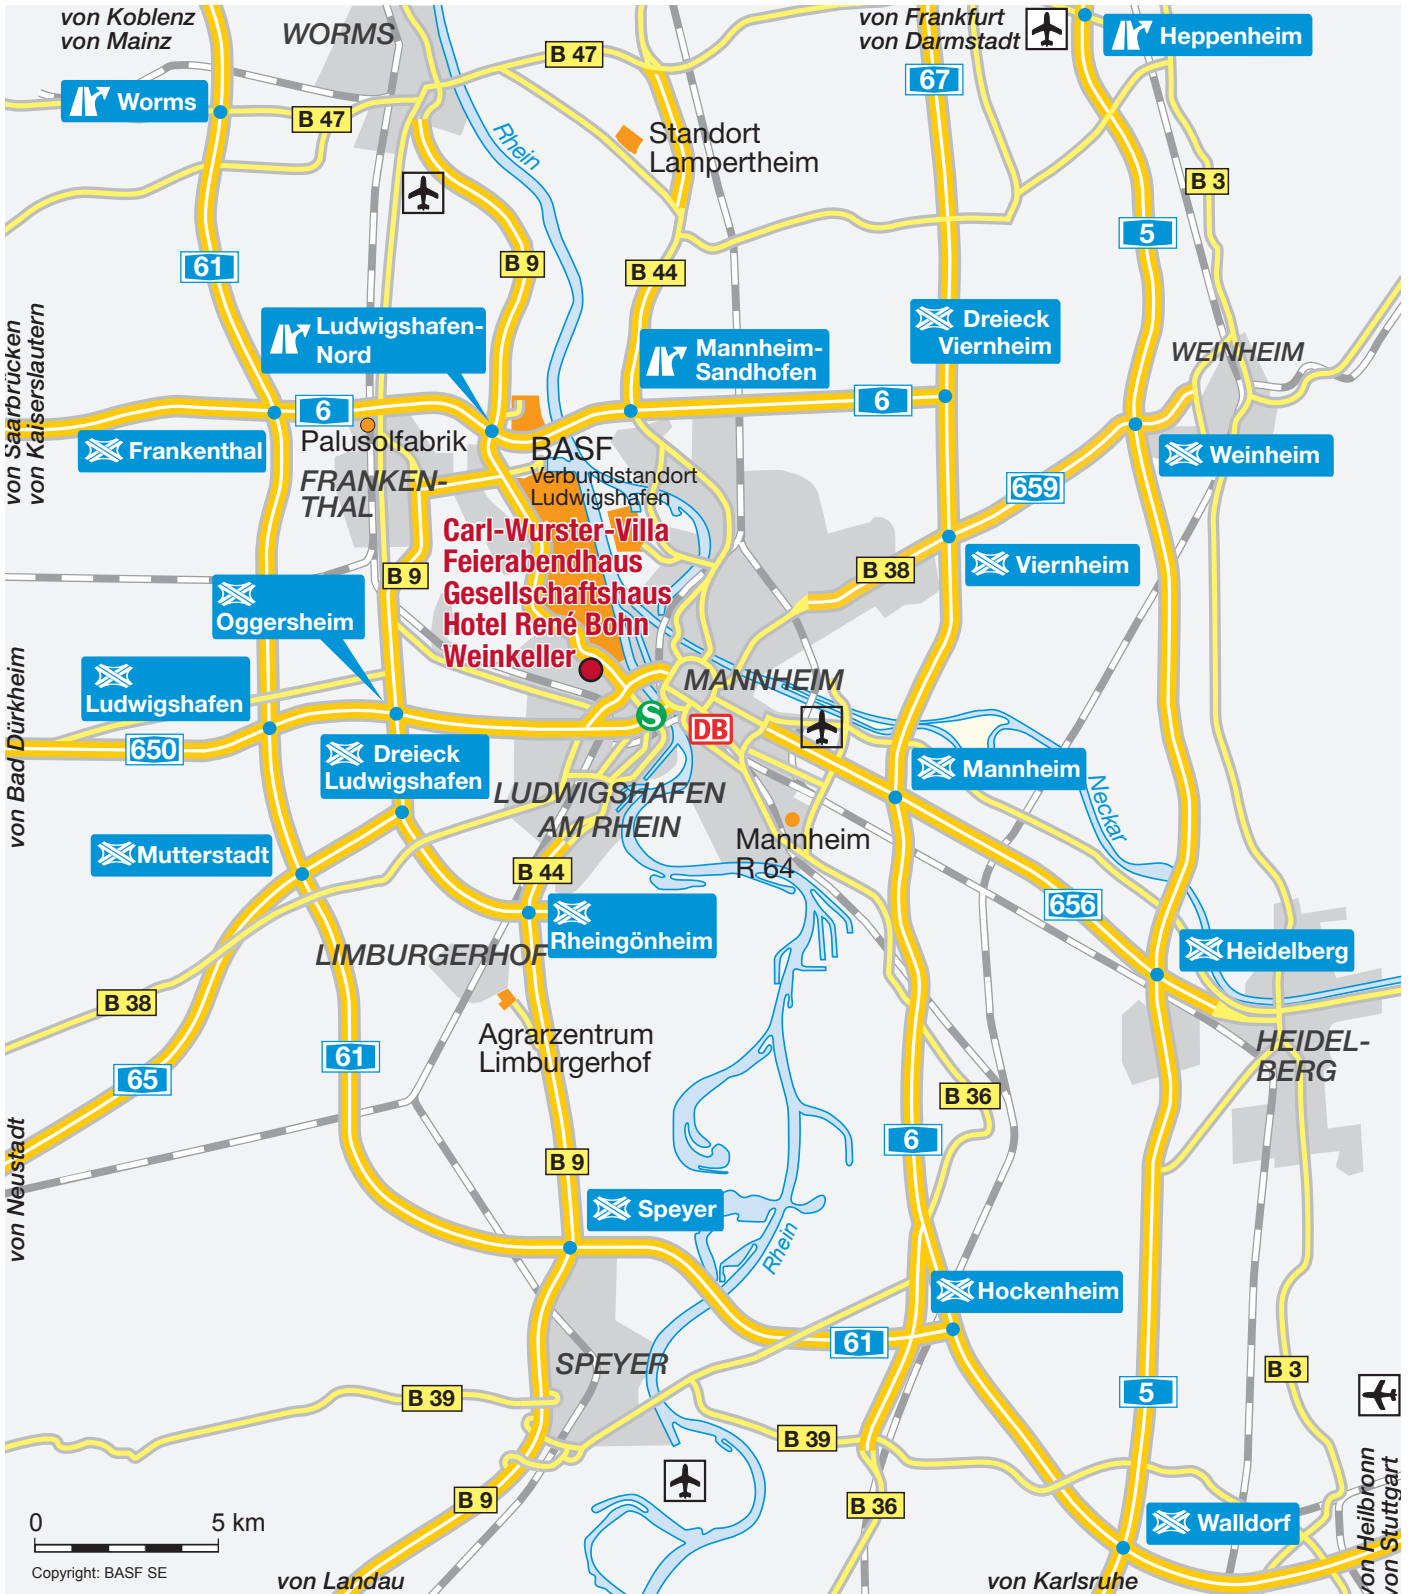 von Koblenz
von Mainz
WORMS
B 47
von Frankfurt
von Darmstadt
Heppenheim
67
Worms
B 47
Rhein
Standort
Lampertheim
B 3
5
61
B 9
B 44
von Saarbrücken
von Kaiserslautern
Ludwigshafen-
Nord
Mannheim-
Sandhofen
Dreieck
Viernheim
WEINHEIM
6
6
Palusolfabrik
Frankenthal
BASF
Verbundstandort
Ludwigshafen
Weinheim
FRANKEN-
THAL
659
Carl-Wurster-Villa
Feierabendhaus
Gesellschaftshaus
Hotel René Bohn
Weinkeller
B 9
B 38
Viernheim
Oggersheim
von Bad Dürkheim
Ludwigshafen
MANNHEIM
S
DB
650
Dreieck
Ludwigshafen
Mannheim
LUDWIGSHAFEN
AM RHEIN
Neckar
Mannheim
R 64
Mutterstadt
B 44
656
Rheingönheim
LIMBURGERHOF
Heidelberg
B 38
Agrarzentrum
Limburgerhof
61
65
HEIDEL-
BERG
B 36
6
von Neustadt
B 9
Speyer
Rhein
Hockenheim
61
SPEYER
B 3
5
B 39
B 39
B 9
B 36
von Heilbronn
von Stuttgart
Walldorf
0 5 km
Copyright: BASF SE
von Landau
von Karlsruhe